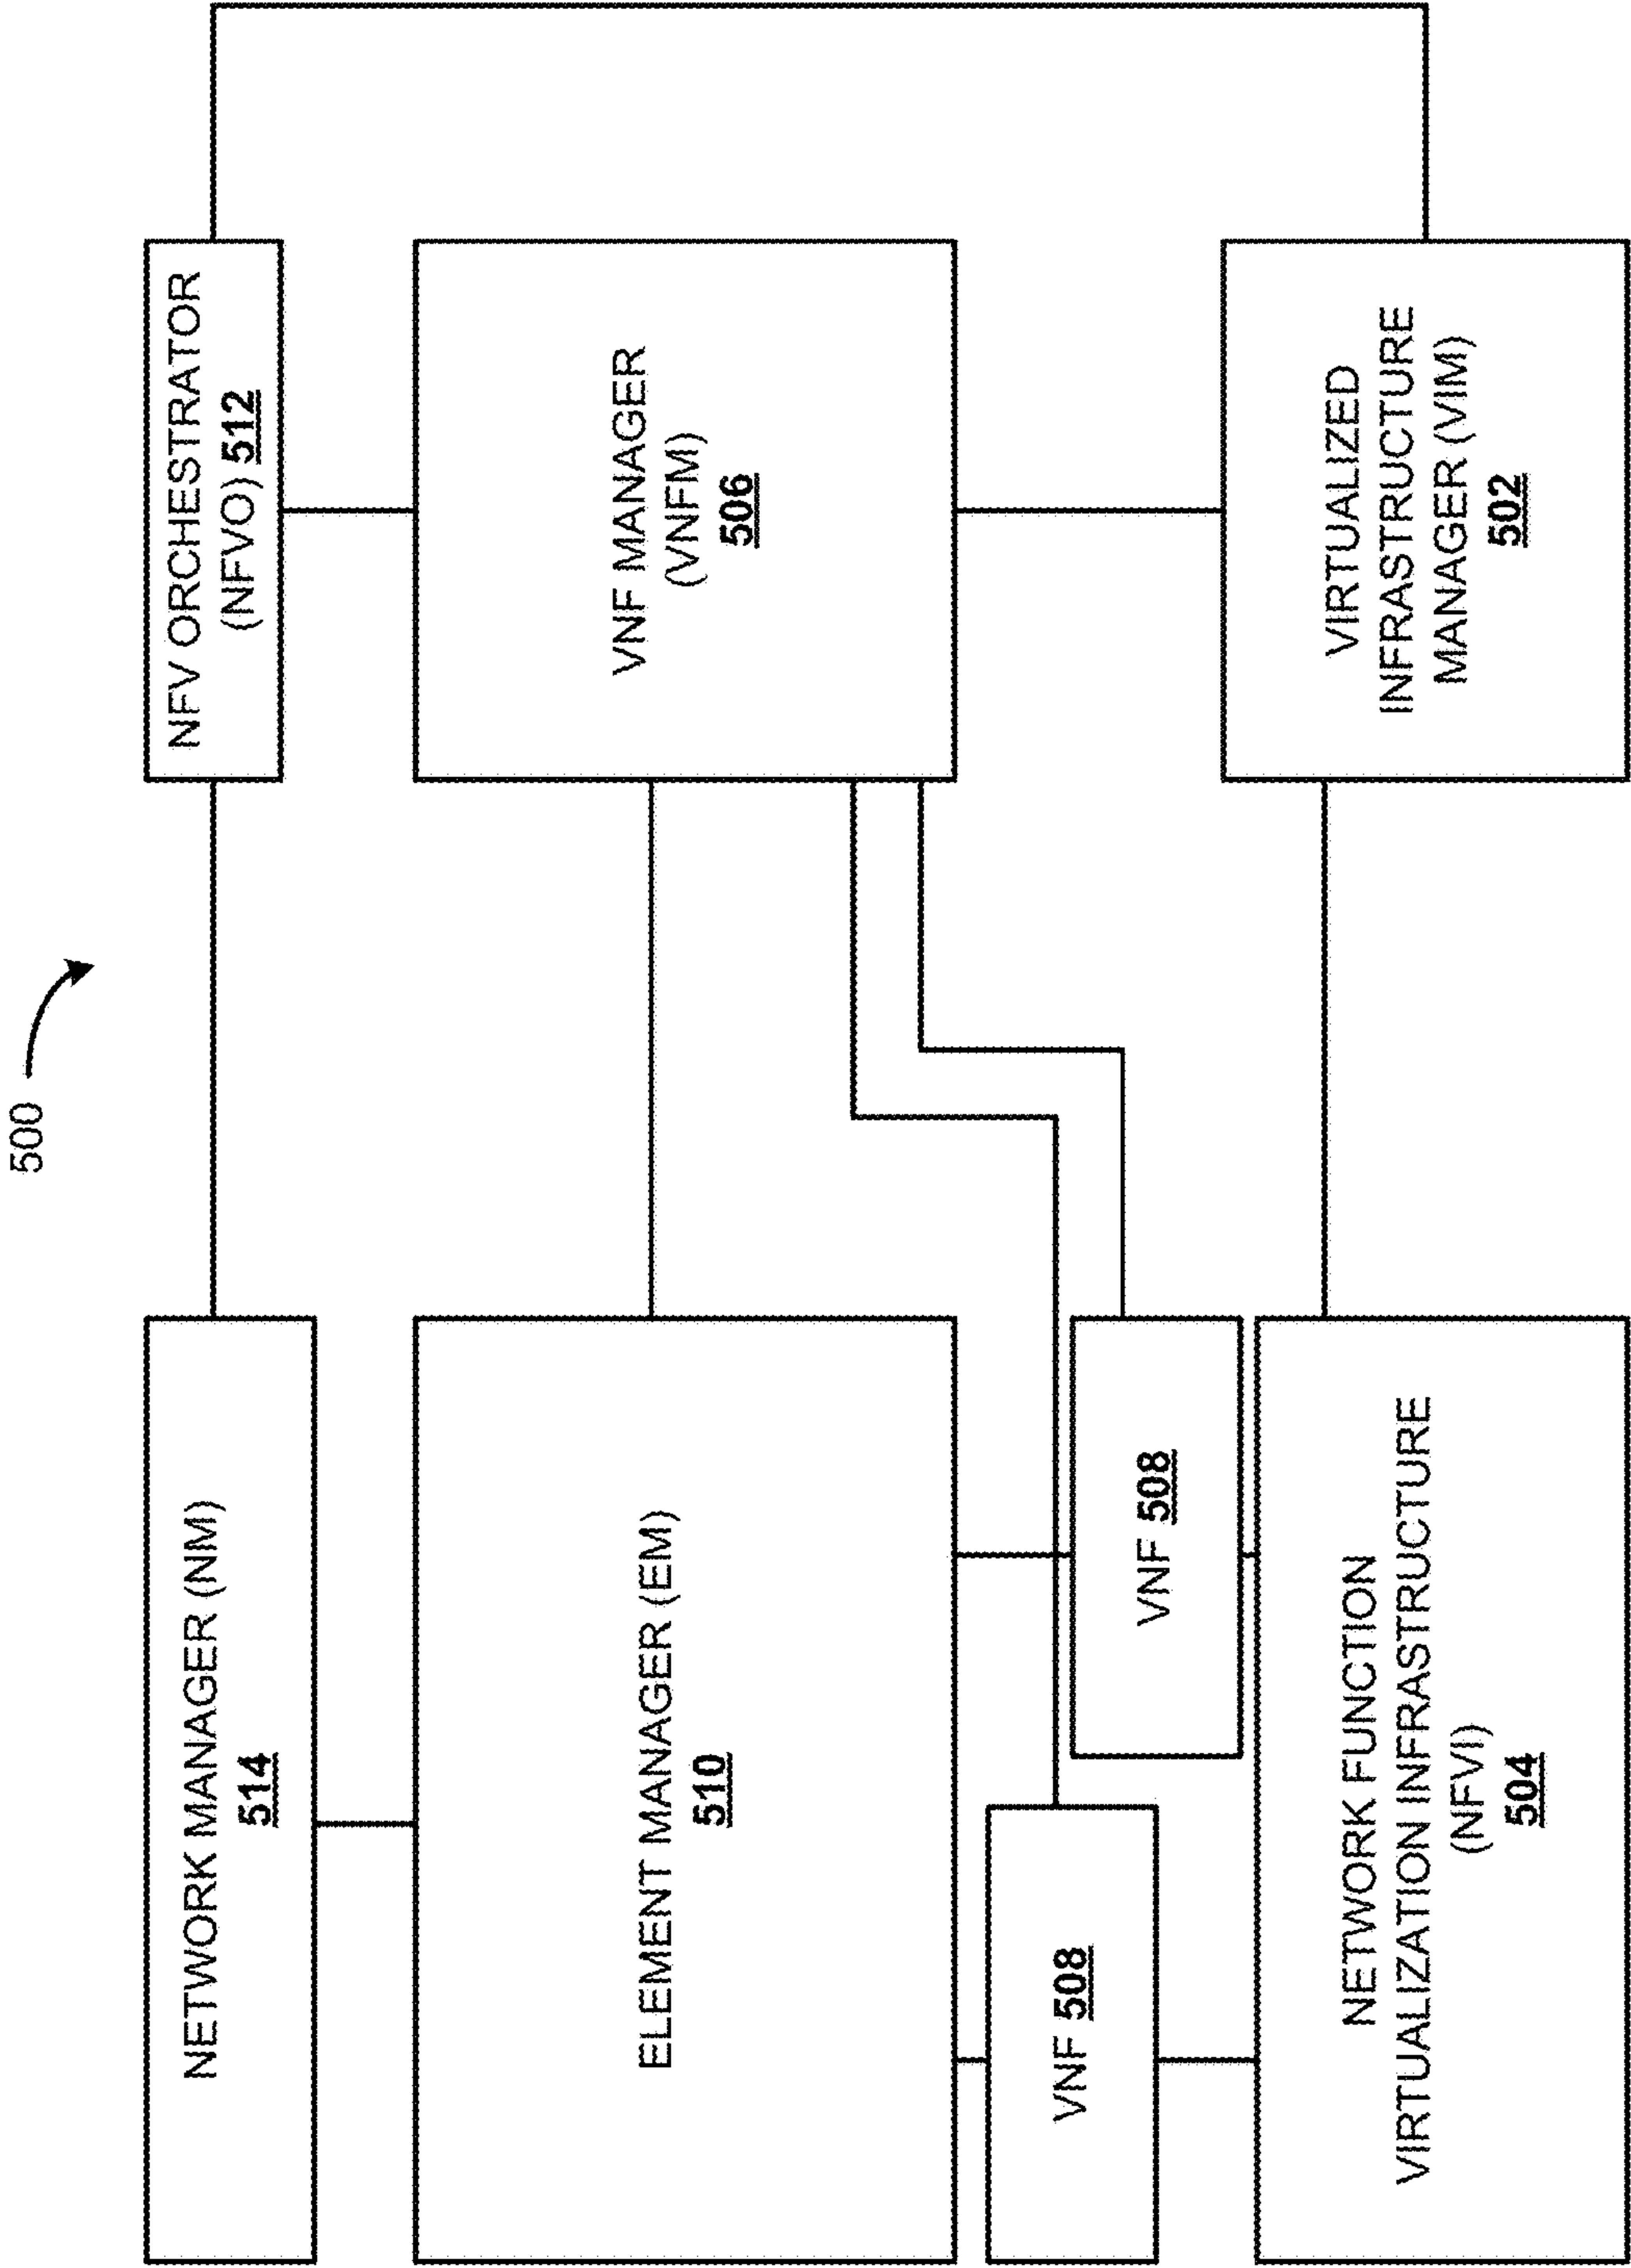 500
NETWORK MANAGER (NM)
514
NFV ORCHESTRATOR
(NFVO) 512
ELEMENT MANAGER (EM)
510
VNF MANAGER
(VNFM)
506
VNF 508
VNF 508
NETWORK FUNCTION
VIRTUALIZATION INFRASTRUCTURE
(NFVI)
504
VIRTUALIZED
INFRASTRUCTURE
MANAGER (VIM)
502